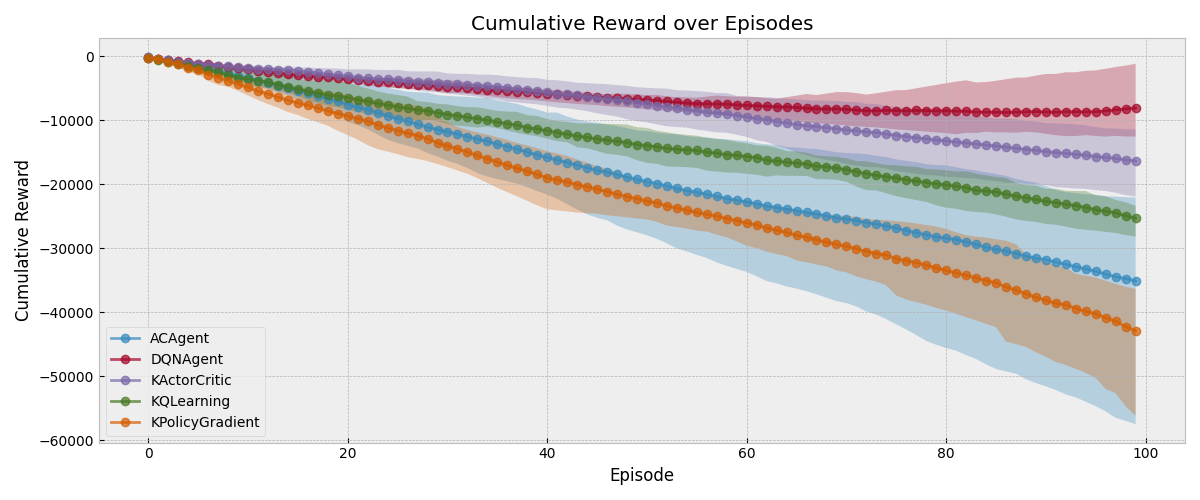 Cumulative Reward over Episodes
Cumulative Reward
0
−10000
−20000
−30000
−40000
−50000
−60000
ACAgent
DQNAgent
KActorCritic
KQLearning
KPolicyGradient
0 20 40 60 80 100
Episode